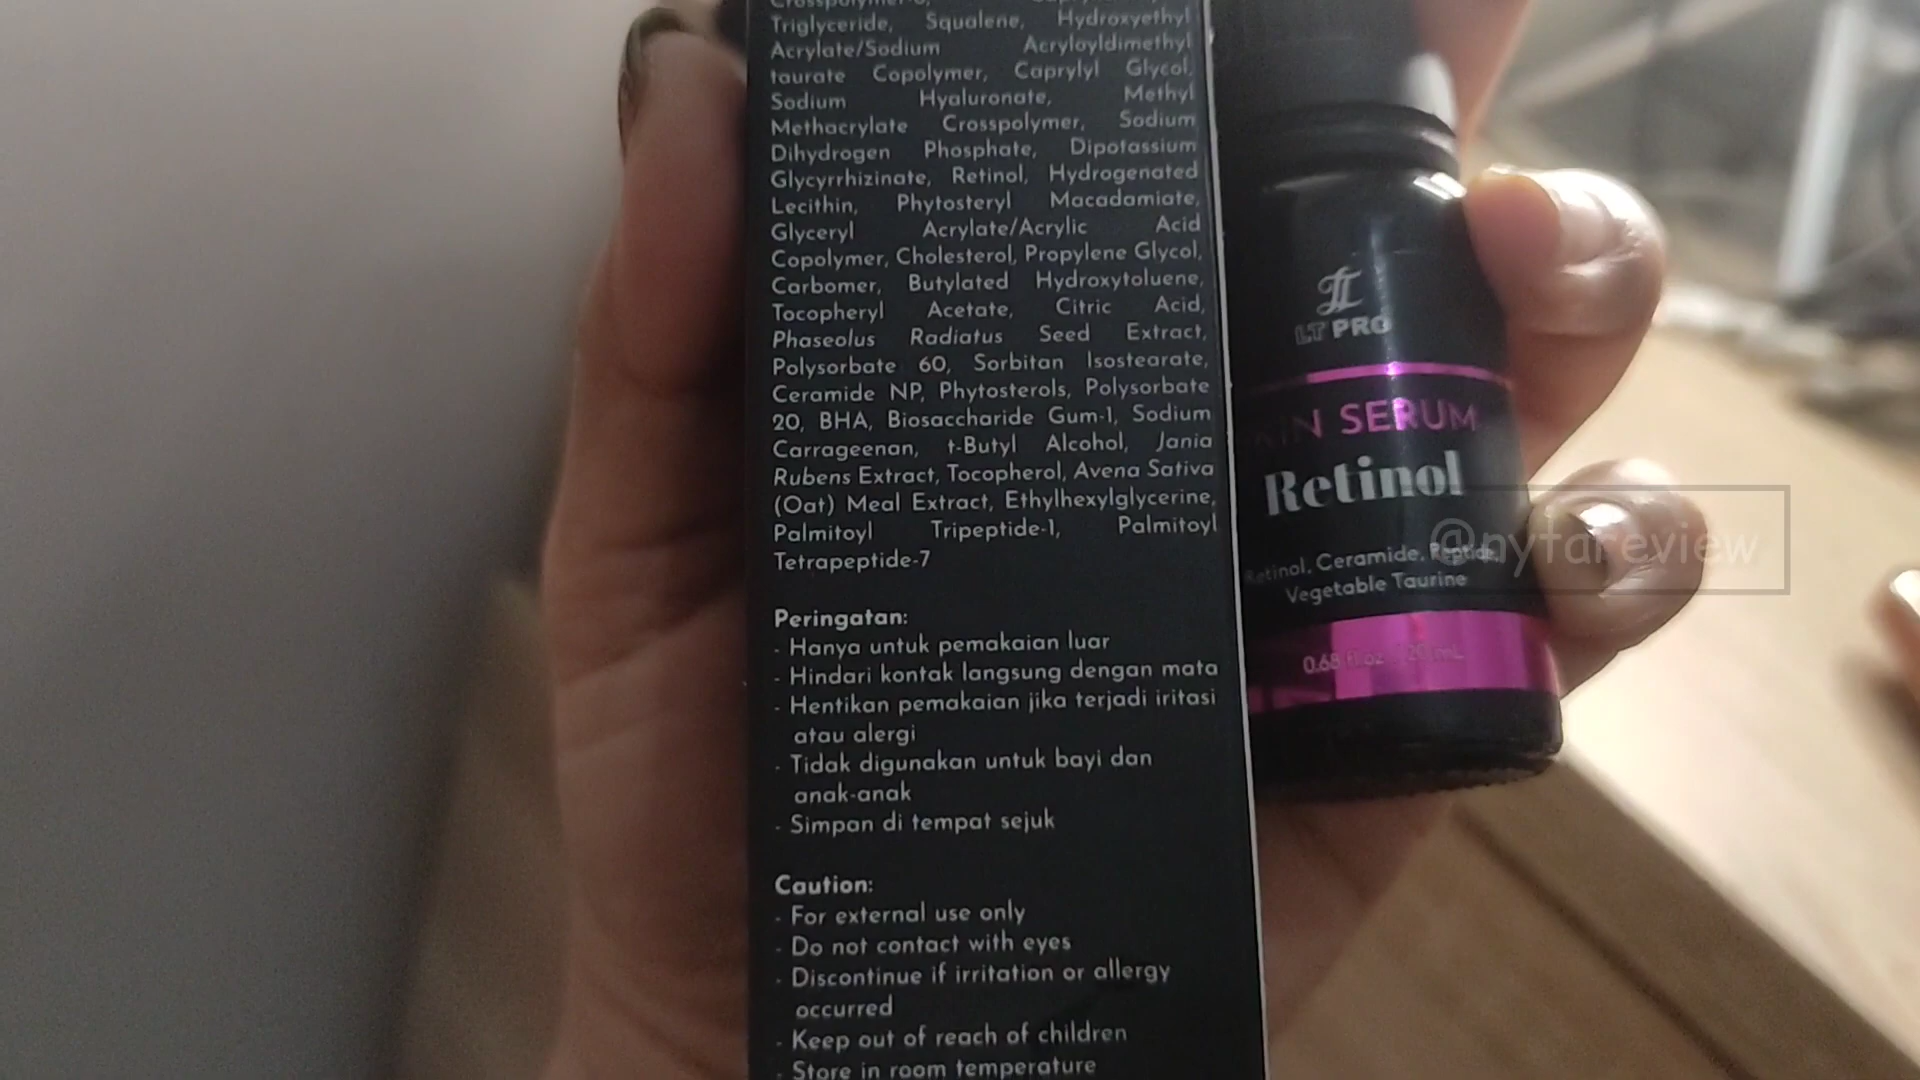 Triglyceride, Squalene, Hydroxyethyl
Acrylate/Sodium Acryloyldimethyl
taurate Copolymer, Caprylyl Glycol,
Sodium Hyaluronate, Methyl
Methacrylate Crosspolymer, Sodium
Dihydrogen Phosphate, Dipotassium
Glycyrrhizinate, Retinol, Hydrogenated
Lecithin, Phytosteryl Macadamiate,
Glyceryl Acrylate/Acrylic Acid
Copolymer, Cholesterol, Propylene Glycol,
Carbomer, Butylated Hydroxytoluene,
Tocopheryl Acetate, Citric Acid,
Phaseolus Radiatus Seed Extract,
Polysorbate 60, Sorbitan Isostearate,
Ceramide NP, Phytosterols, Polysorbate
20, BHA, Biosaccharide Gum-1, Sodium
Carrageenan, t-Butyl Alcohol, Jania
Rubens Extract, Tocopherol, Avena Sativa
(Oat) Meal Extract, Ethylhexylglycerine,
Palmitoyl Tripeptide-1, Palmitoyl
Tetrapeptide-7
Peringatan:
- Hanya untuk pemakaian luar
- Hindari kontak langsung dengan mata
- Hentikan pemakaian jika terjadi iritasi
atau alergi
- Tidak digunakan untuk bayi dan
anak-anak
- Simpan di tempat sejuk
Caution:
- For external use only
- Do not contact with eyes
- Discontinue if irritation or allergy
occurred
- Keep out of reach of children
- Store in room temperature
LT PRO
SERUM
Retinol
Retinol, Ceramide, Peptide,
Vegetable Taurine
0.68 fl oz 20 mL
@nyfareview